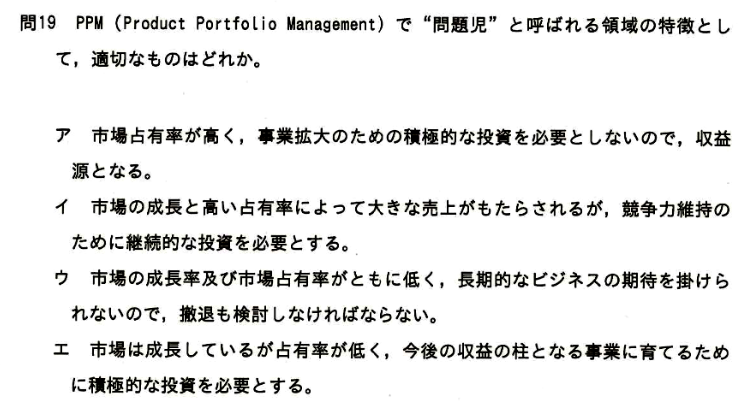 問19 PPM (Product Portfolio Management) で“問題児”と呼ばれる領域の特徴とし
て，適切なものはどれか。
ア 市場占有率が高く，事業拡大のための積極的な投資を必要としないので，収益
源となる。
イ 市場の成長と高い占有率によって大きな売上がもたらされるが，競争力維持の
ために継続的な投資を必要とする。
ウ 市場の成長率及び市場占有率がともに低く，長期的なビジネスの期待を掛けら
れないので，撤退も検討しなければならない。
エ 市場は成長しているが占有率が低く，今後の収益の柱となる事業に育てるため
に積極的な投資を必要とする。